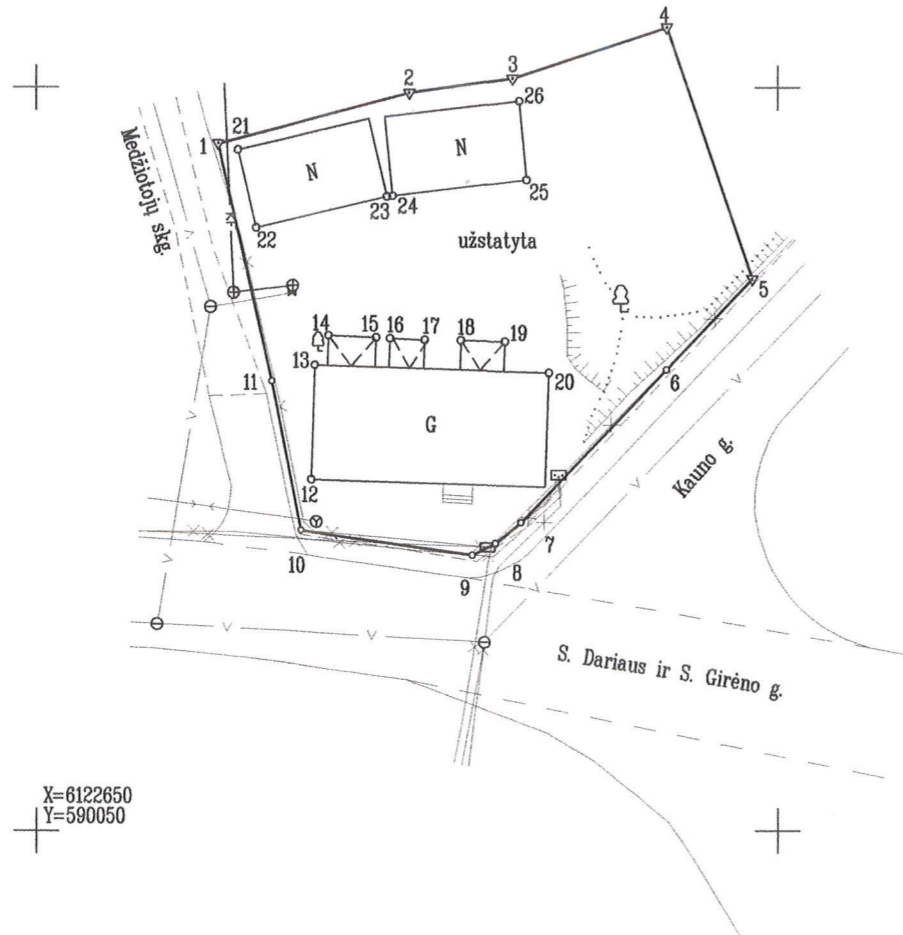 4
3
2
26
21
1
N
N
Medžiotojų skg.
25
23
24
22
užstatyta
5
14
15
16
17
18
19
13
20
6
11
G
Kauno g.
12
Y
7
10
9
8
S. Dariaus ir S. Girėno g.
X=6122650
Y=590050